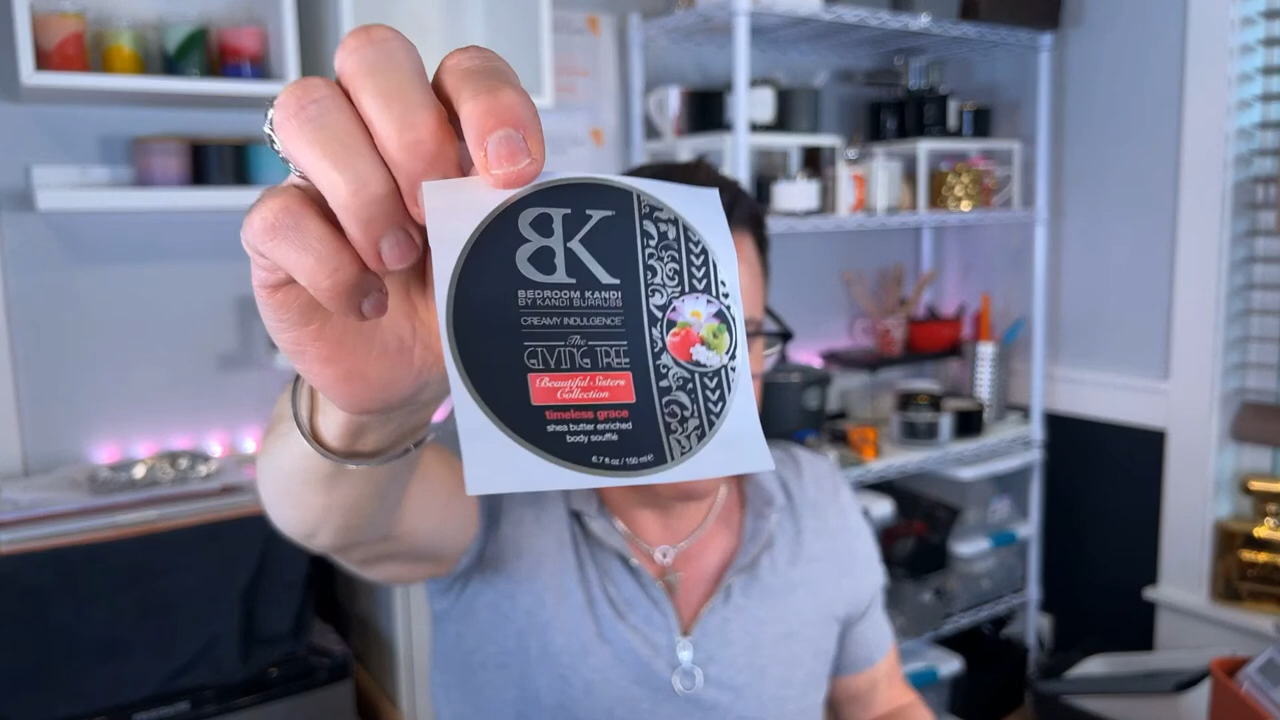 BK
BEDROOM KANDI
BY KANDI BURRUSS
CREAMY INDULGENCE™
The
GIVING TREE
Beautiful Sisters
Collection
timeless grace
shea butter enriched
body soufflé
6.7 fl oz / 150 ml e